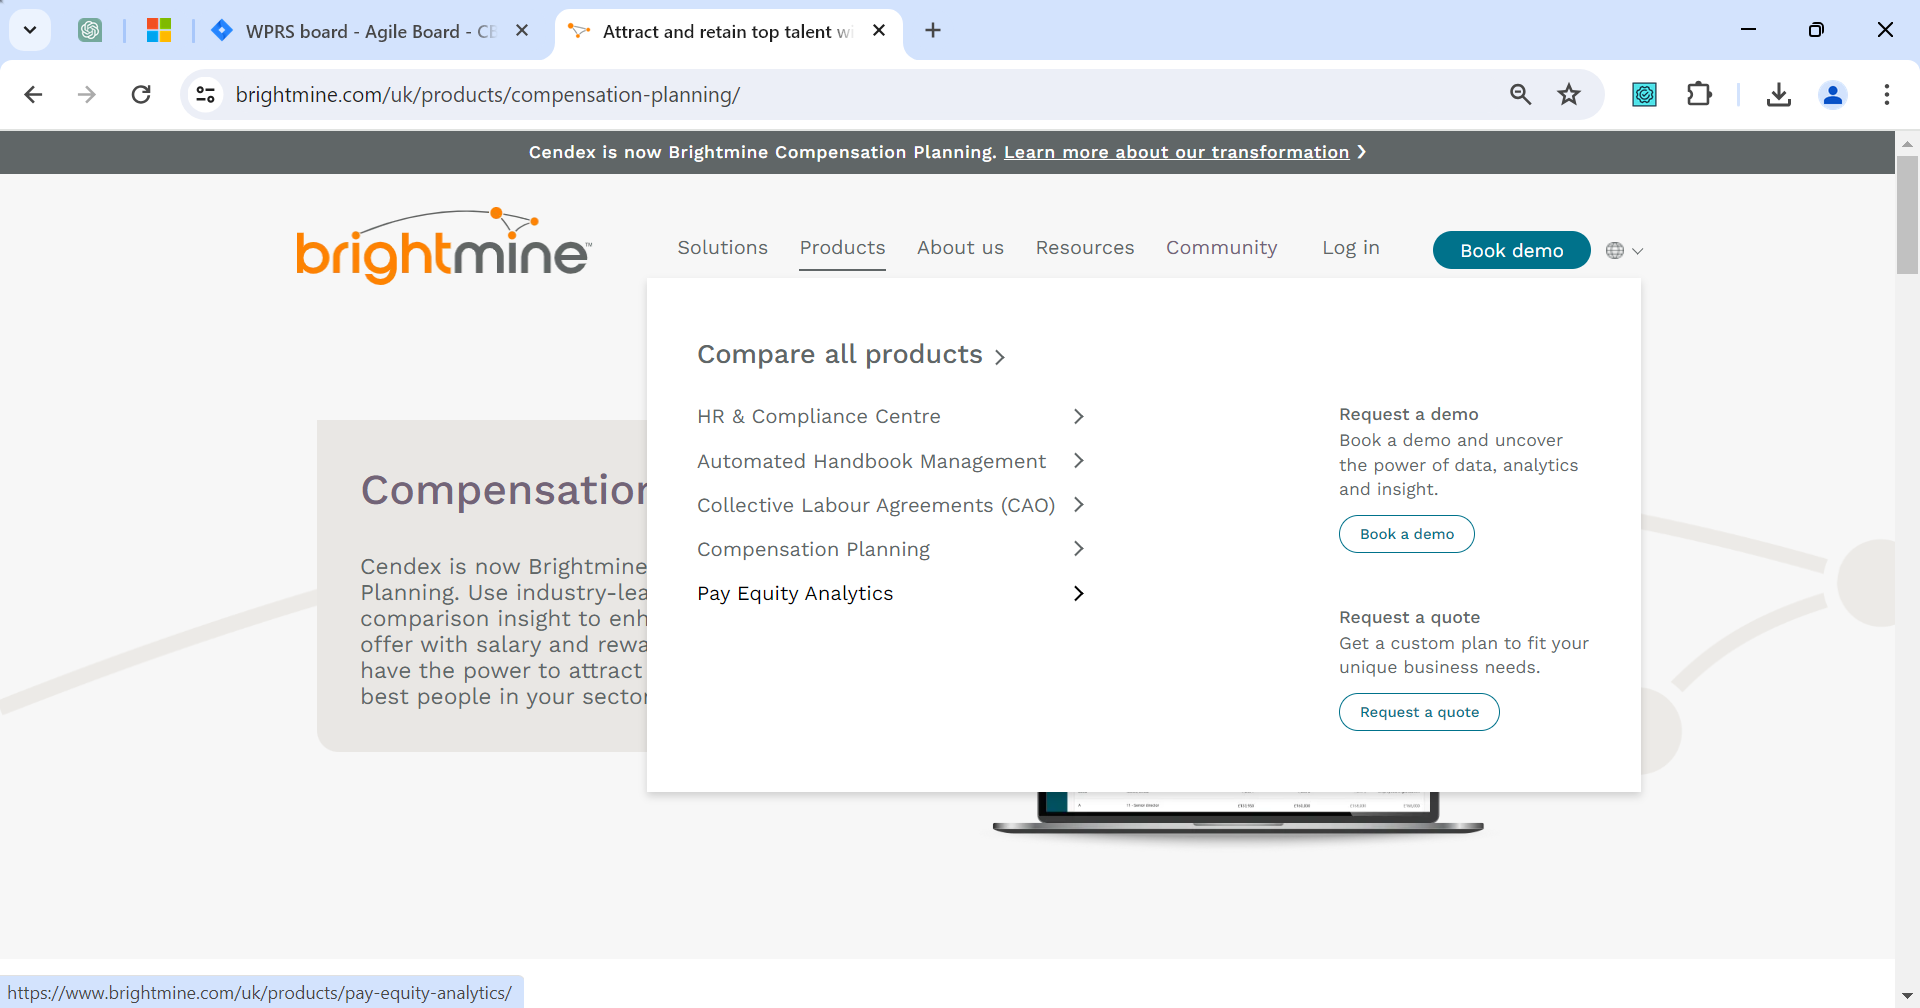 WPRS board - Agile Board - CE
Attract and retain top talent wi
brightmine.com/uk/products/compensation-planning/
Cendex is now Brightmine Compensation Planning. Learn more about our transformation
brightmine™
Solutions
Products
About us
Resources
Community
Log in
Book demo
Compare all products
HR & Compliance Centre
Automated Handbook Management
Collective Labour Agreements (CAO)
Compensation Planning
Pay Equity Analytics
Request a demo
Book a demo and uncover
the power of data, analytics
and insight.
Book a demo
Request a quote
Get a custom plan to fit your
unique business needs.
Request a quote
Compensation
Cendex is now Brightmine
Planning. Use industry-lea
comparison insight to enh
offer with salary and rewa
have the power to attract
best people in your sector
https://www.brightmine.com/uk/products/pay-equity-analytics/